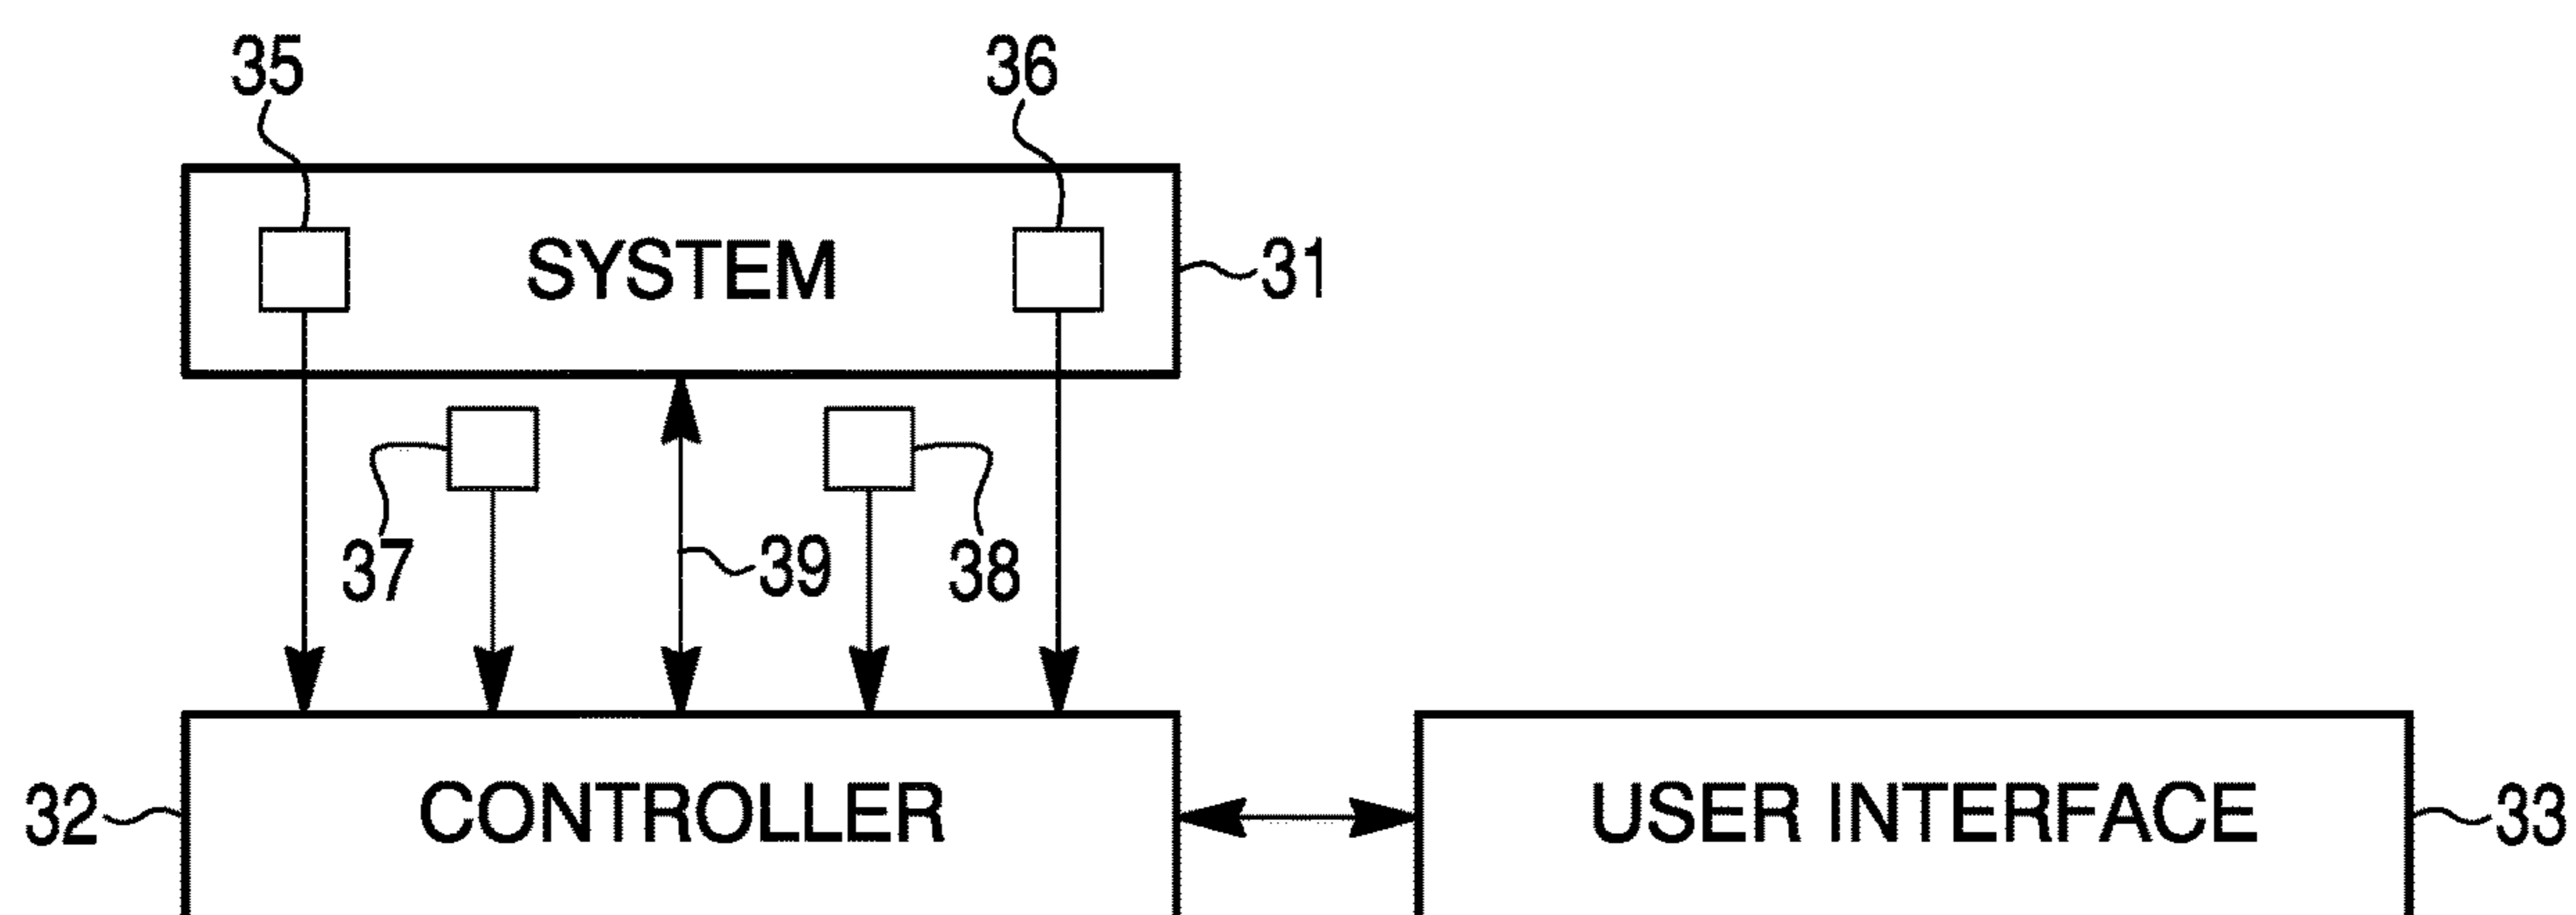 35
36
SYSTEM
31
37
39
38
32
CONTROLLER
USER INTERFACE
33